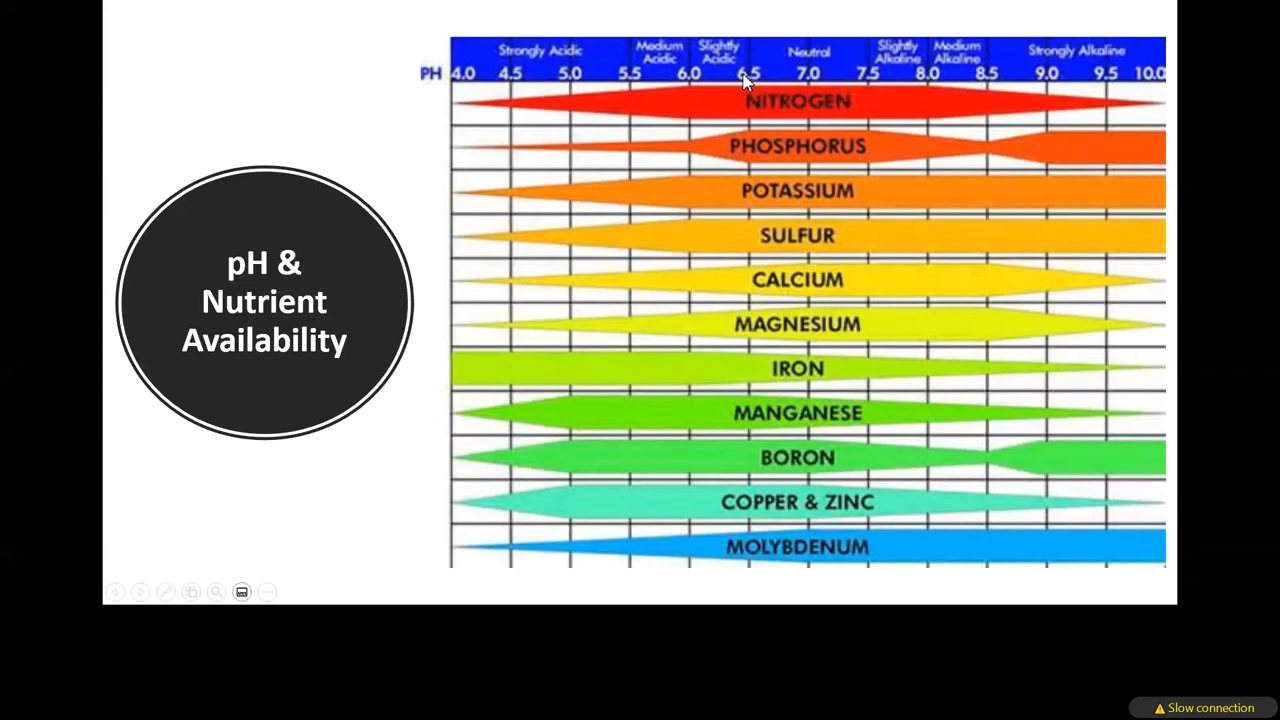 pH &
Nutrient
Availability
Strongly Acidic
Medium
Acidic
Slightly
Acidic
Neutral
Slightly
Alkaline
Medium
Alkaline
Strongly Alkaline
PH 4.0 4.5 5.0 5.5 6.0 6.5 7.0 7.5 8.0 8.5 9.0 9.5 10.0
NITROGEN
PHOSPHORUS
POTASSIUM
SULFUR
CALCIUM
MAGNESIUM
IRON
MANGANESE
BORON
COPPER & ZINC
MOLYBDENUM
Slow connection